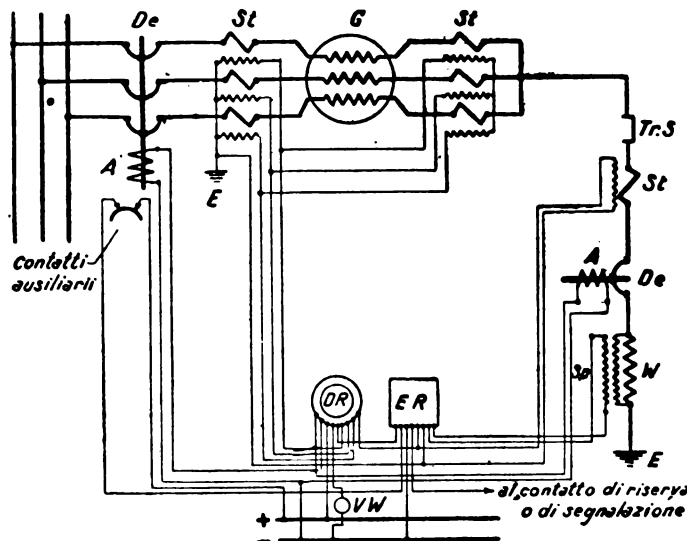 De
St
G
St
Tr.S
St
A
E
Contatti
ausiliarii
A
De
Sp
W
DR
ER
E
al contatto di riserva
o di segnalazione
VW
+
-